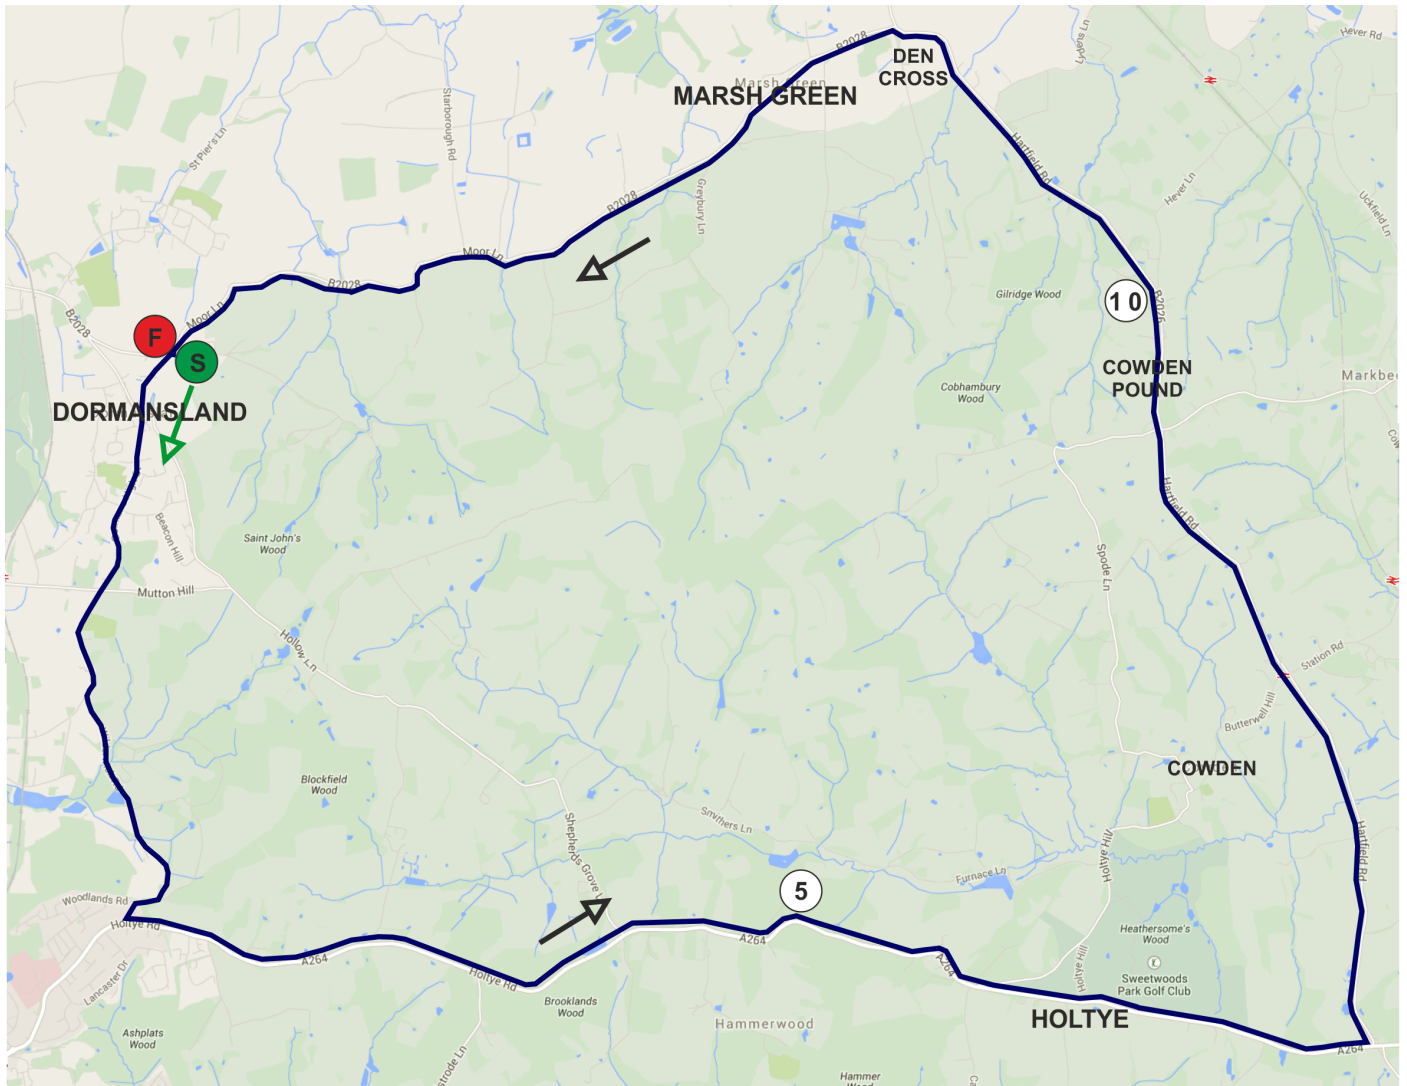 B2028
DEN
CROSS
Lydens Ln
Hever Rd
Marsh Green
MARSH GREEN
Starborough Rd
St Pier's Ln
Hartfield Rd
Hever Ln
Uckfield Ln
B2028
Greybury Ln
Moor Ln
B2028
Gilridge Wood
10
B2026
B2028
Moor Ln
F
S
COWDEN
POUND
Cobhambury
Wood
DORMANSLAND
Hartfield Rd
Beacon Hill
Saint John's
Wood
Spode Ln
Mutton Hill
Hollow Ln
Station Rd
Butterwell Hill
COWDEN
Blockfield
Wood
Shepherds Grove
Smithers Ln
Hartfield Rd
Holtye Hill
Furnace Ln
5
Woodlands Rd
Holtye Rd
A264
A264
A264
Heathersome's
Wood
Holtye Hill
Sweetwoods
Park Golf Club
Lancaster Dr
Holtye Rd
Brooklands
Wood
HOLTYE
Hammerwood
Ashplats
Wood
A264
Hammer